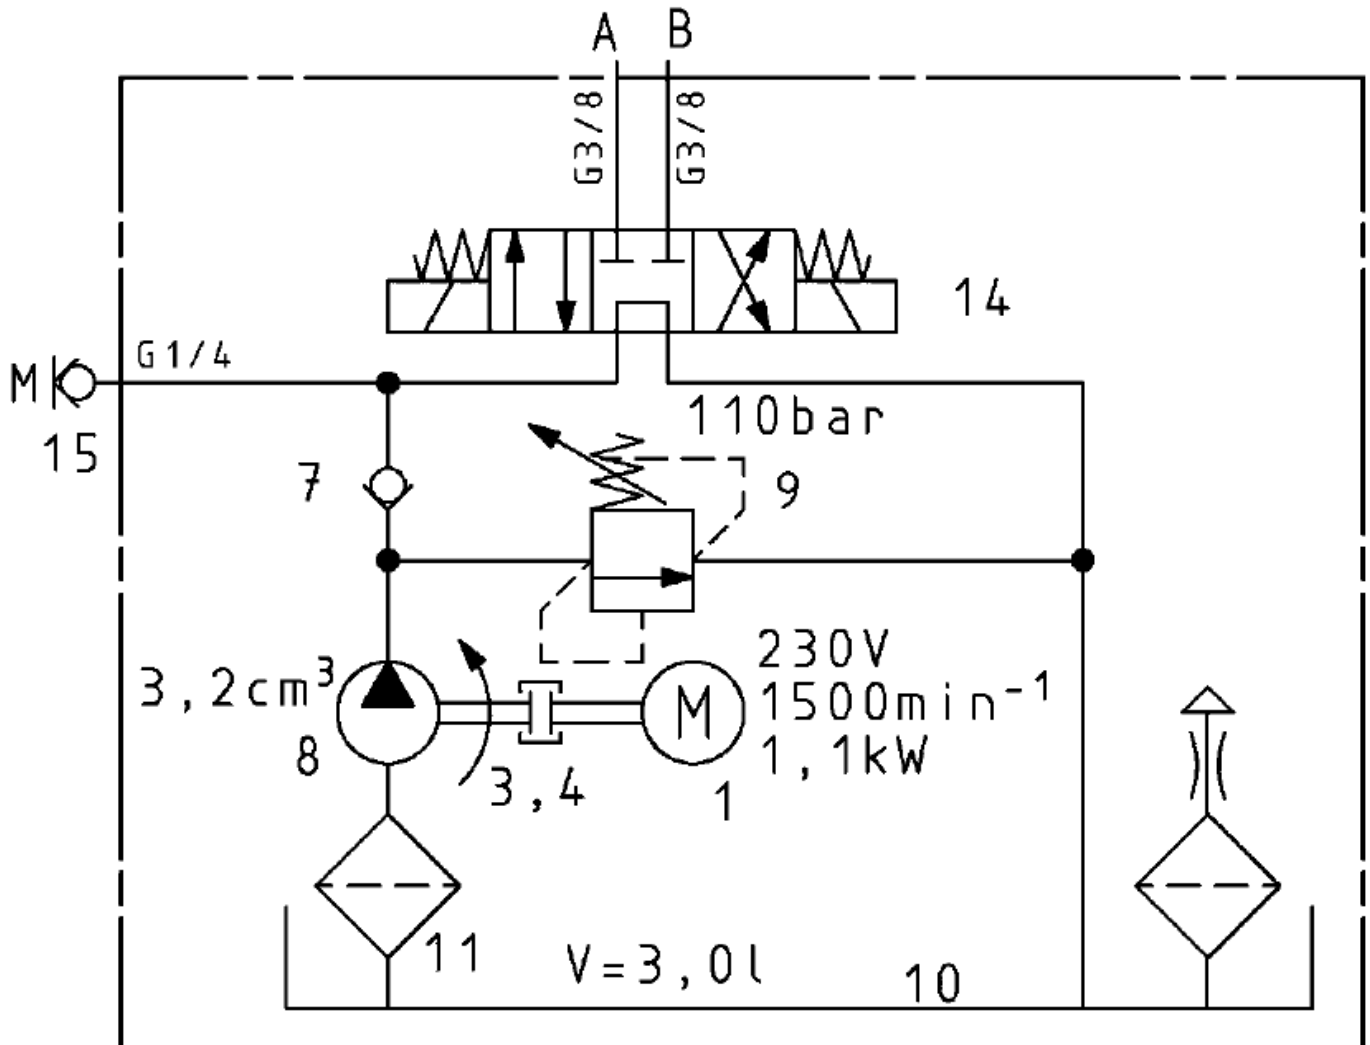 A B
G3/8 G3/8
14
G1/4
M
110bar
15
7
9
230V
3,2cm³
1500min⁻¹
M
8
1,1kW
3,4
1
11
V=3,0l
10